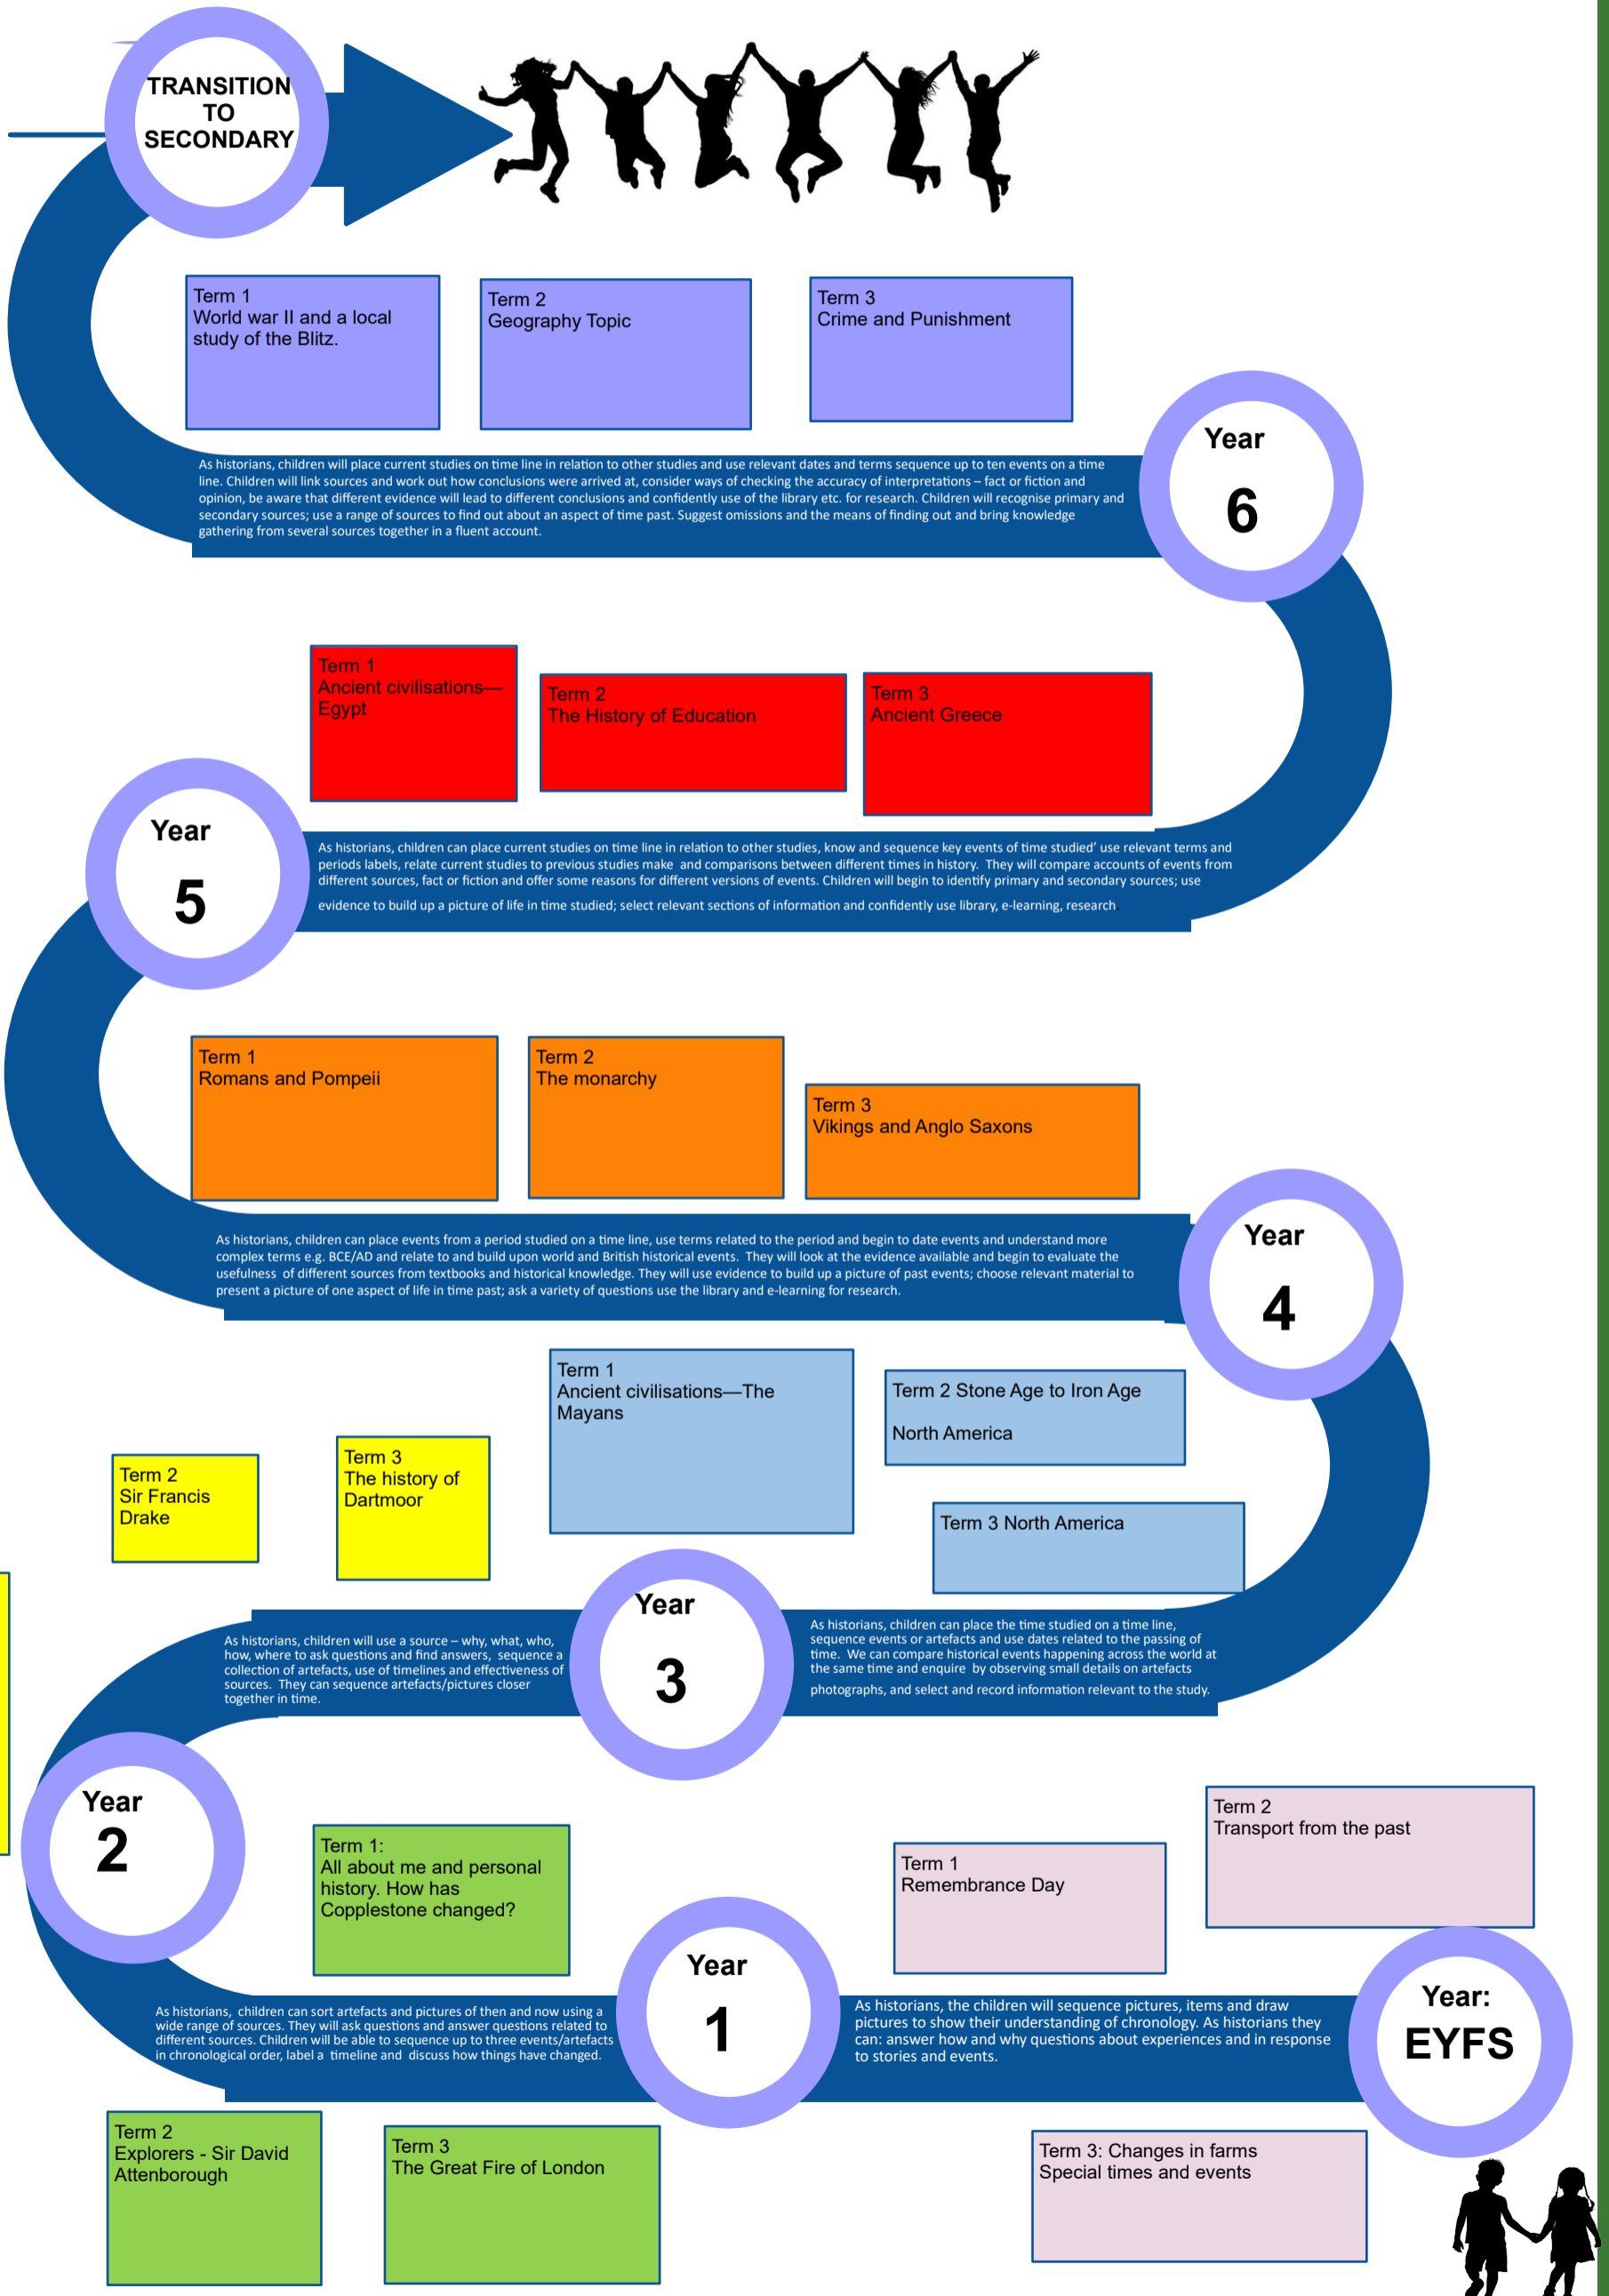 TRANSITION
TO
SECONDARY
Term 1
World war II and a local
study of the Blitz.
Term 2
Geography Topic
Term 3
Crime and Punishment
Year
6
As historians, children will place current studies on time line in relation to other studies and use relevant dates and terms sequence up to ten events on a time
line. Children will link sources and work out how conclusions were arrived at, consider ways of checking the accuracy of interpretations – fact or fiction and
opinion, be aware that different evidence will lead to different conclusions and confidently use of the library etc. for research. Children will recognise primary and
secondary sources; use a range of sources to find out about an aspect of time past. Suggest omissions and the means of finding out and bring knowledge
gathering from several sources together in a fluent account.
Term 1
Ancient civilisations—
Egypt
Term 2
The History of Education
Term 3
Ancient Greece
Year
5
As historians, children can place current studies on time line in relation to other studies, know and sequence key events of time studied’ use relevant terms and
periods labels, relate current studies to previous studies make  and comparisons between different times in history.  They will compare accounts of events from
different sources, fact or fiction and offer some reasons for different versions of events. Children will begin to identify primary and secondary sources; use
evidence to build up a picture of life in time studied; select relevant sections of information and confidently use library, e-learning, research
Term 1
Romans and Pompeii
Term 2
The monarchy
Term 3
Vikings and Anglo Saxons
Year
4
As historians, children can place events from a period studied on a time line, use terms related to the period and begin to date events and understand more
complex terms e.g. BCE/AD and relate to and build upon world and British historical events.  They will look at the evidence available and begin to evaluate the
usefulness  of different sources from textbooks and historical knowledge. They will use evidence to build up a picture of past events; choose relevant material to
present a picture of one aspect of life in time past; ask a variety of questions use the library and e-learning for research.
Term 1
Ancient civilisations—The
Mayans
Term 2 Stone Age to Iron Age
North America
Term 3 North America
Term 2
Sir Francis
Drake
Term 3
The history of
Dartmoor
As historians, children will use a source – why, what, who,
how, where to ask questions and find answers,  sequence a
collection of artefacts, use of timelines and effectiveness of
sources.  They can sequence artefacts/pictures closer
together in time.
Year
3
As historians, children can place the time studied on a time line,
sequence events or artefacts and use dates related to the passing of
time.  We can compare historical events happening across the world at
the same time and enquire  by observing small details on artefacts
photographs, and select and record information relevant to the study.
Year
2
Term 1:
All about me and personal
history. How has
Copplestone changed?
Term 1
Remembrance Day
Term 2
Transport from the past
As historians,  children can sort artefacts and pictures of then and now using a
wide range of sources. They will ask questions and answer questions related to
different sources. Children will be able to sequence up to three events/artefacts
in chronological order, label a  timeline and  discuss how things have changed.
Year
1
As historians, the children will sequence pictures, items and draw
pictures to show their understanding of chronology. As historians they
can: answer how and why questions about experiences and in response
to stories and events.
Year:
EYFS
Term 2
Explorers - Sir David
Attenborough
Term 3
The Great Fire of London
Term 3: Changes in farms
Special times and events